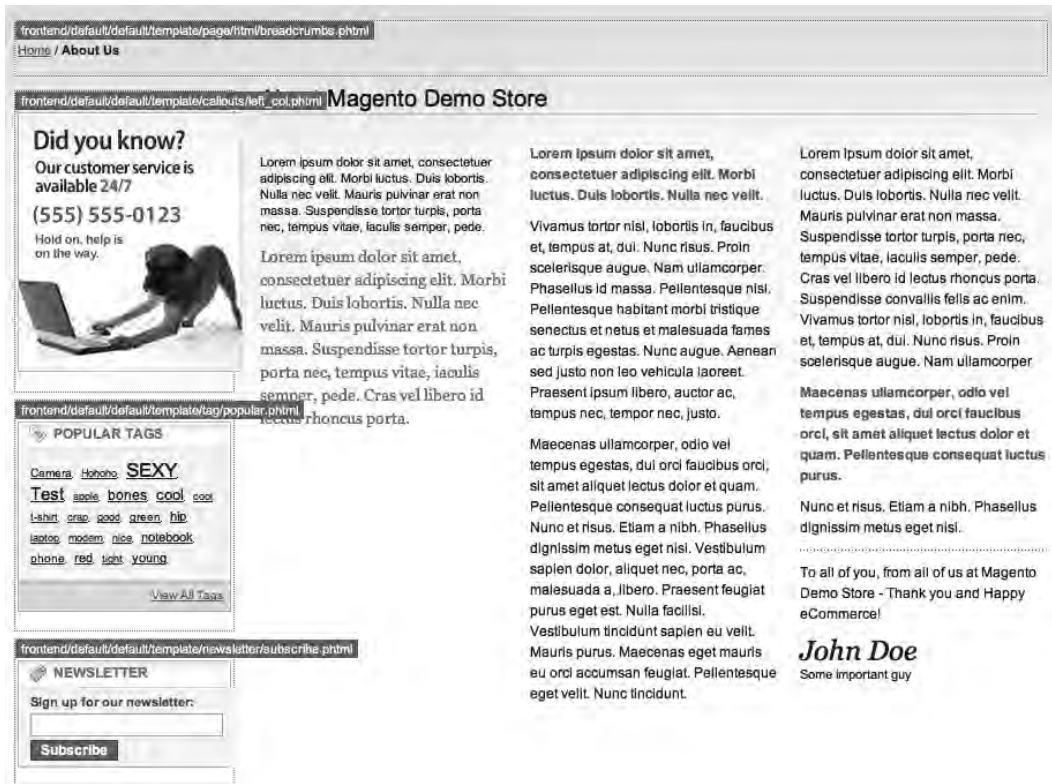 frontend/default/default/template/page/html/breadcrumbs.phtml
Home / About Us
frontend/default/default/template/callouts/left_col.phtml
Magento Demo Store
Did you know?
Our customer service is
available 24/7
(555) 555-0123
Hold on, help is
on the way.
frontend/default/default/template/tag/popular.phtml
POPULAR TAGS
Camera, Hohoho, SEXY,
Test, apple, bones, cool, cool
t-shirt, crap, good, green, hip,
laptop, modern, nice, notebook,
phone, red, tight, young,
View All Tags
frontend/default/default/template/newsletter/subscribe.phtml
NEWSLETTER
Sign up for our newsletter:
Subscribe
Lorem ipsum dolor sit amet, consectetuer
adipiscing elit. Morbi luctus. Duis lobortis.
Nulla nec velit. Mauris pulvinar erat non
massa. Suspendisse tortor turpis, porta
nec, tempus vitae, iaculis semper, pede.
Lorem ipsum dolor sit amet,
consectetuer adipiscing elit. Morbi
luctus. Duis lobortis. Nulla nec
velit. Mauris pulvinar erat non
massa. Suspendisse tortor turpis,
porta nec, tempus vitae, iaculis
semper, pede. Cras vel libero id
lectus rhoncus porta.
Lorem ipsum dolor sit amet,
consectetuer adipiscing elit. Morbi
luctus. Duis lobortis. Nulla nec velit.
Vivamus tortor nisl, lobortis in, faucibus
et, tempus at, dui. Nunc risus. Proin
scelerisque augue. Nam ullamcorper.
Phasellus id massa. Pellentesque nisl.
Pellentesque habitant morbi tristique
senectus et netus et malesuada fames
ac turpis egestas. Nunc augue. Aenean
sed justo non leo vehicula laoreet.
Praesent ipsum libero, auctor ac,
tempus nec, tempor nec, justo.
Maecenas ullamcorper, odio vel
tempus egestas, dui orci faucibus orci,
sit amet aliquet lectus dolor et quam.
Pellentesque consequat luctus purus.
Nunc et risus. Etiam a nibh. Phasellus
dignissim metus eget nisi. Vestibulum
sapien dolor, aliquet nec, porta ac,
malesuada a, libero. Praesent feugiat
purus eget est. Nulla facilisi.
Vestibulum tincidunt sapien eu velit.
Mauris purus. Maecenas eget mauris
eu orci accumsan feugiat. Pellentesque
eget velit. Nunc tincidunt.
Lorem ipsum dolor sit amet,
consectetuer adipiscing elit. Morbi
luctus. Duis lobortis. Nulla nec velit.
Mauris pulvinar erat non massa.
Suspendisse tortor turpis, porta nec,
tempus vitae, iaculis semper, pede.
Cras vel libero id lectus rhoncus porta.
Suspendisse convallis felis ac enim.
Vivamus tortor nisl, lobortis in, faucibus
et, tempus at, dui. Nunc risus. Proin
scelerisque augue. Nam ullamcorper
Maecenas ullamcorper, odio vel
tempus egestas, dui orci faucibus
orci, sit amet aliquet lectus dolor et
quam. Pellentesque consequat luctus
purus.
Nunc et risus. Etiam a nibh. Phasellus
dignissim metus eget nisi.
To all of you, from all of us at Magento
Demo Store - Thank you and Happy
eCommerce!
John Doe
Some important guy